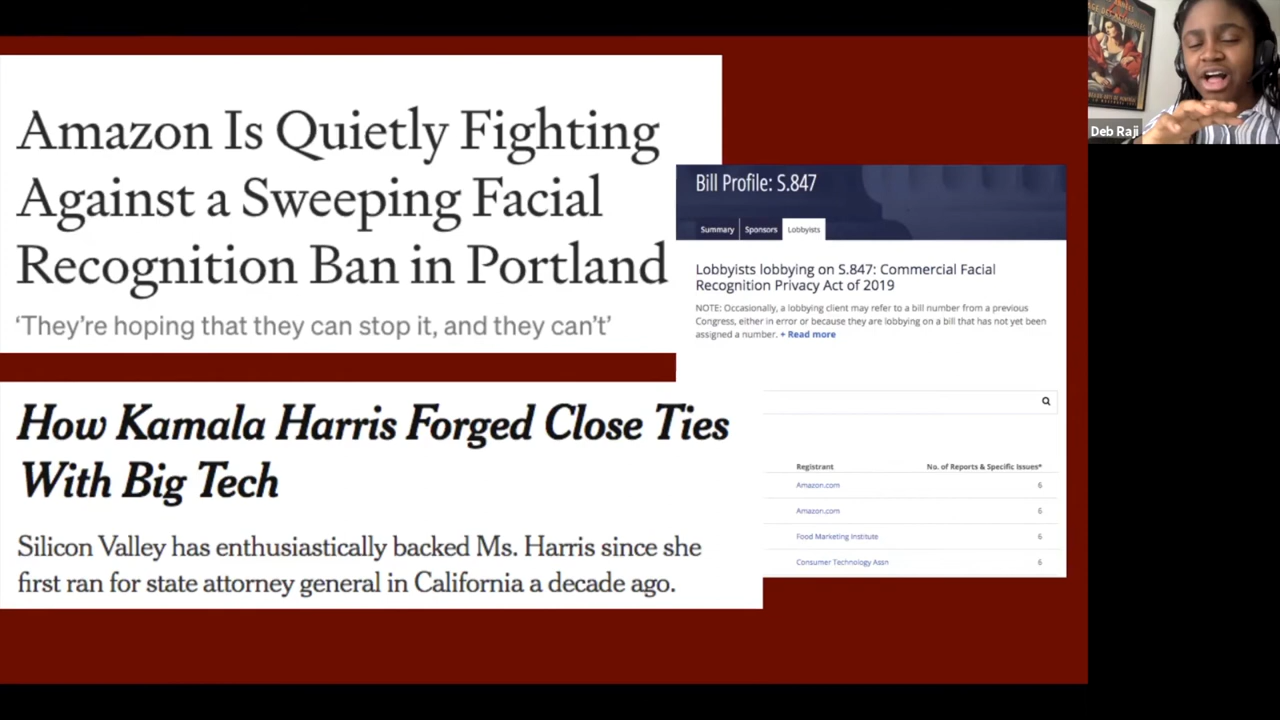 Amazon Is Quietly Fighting
Against a Sweeping Facial
Recognition Ban in Portland
‘They’re hoping that they can stop it, and they can’t’
How Kamala Harris Forged Close Ties
With Big Tech
Silicon Valley has enthusiastically backed Ms. Harris since she
first ran for state attorney general in California a decade ago.
Bill Profile: S.847
Summary Sponsors Lobbyists
Lobbyists lobbying on S.847: Commercial Facial
Recognition Privacy Act of 2019
NOTE: Occasionally, a lobbying client may refer to a bill number from a previous
Congress, either in error or because they are lobbying on a bill that has not yet been
assigned a number. + Read more
Registrant No. of Reports & Specific Issues*
Amazon.com 6
Amazon.com 6
Food Marketing Institute 6
Consumer Technology Assn 6
Deb Raji